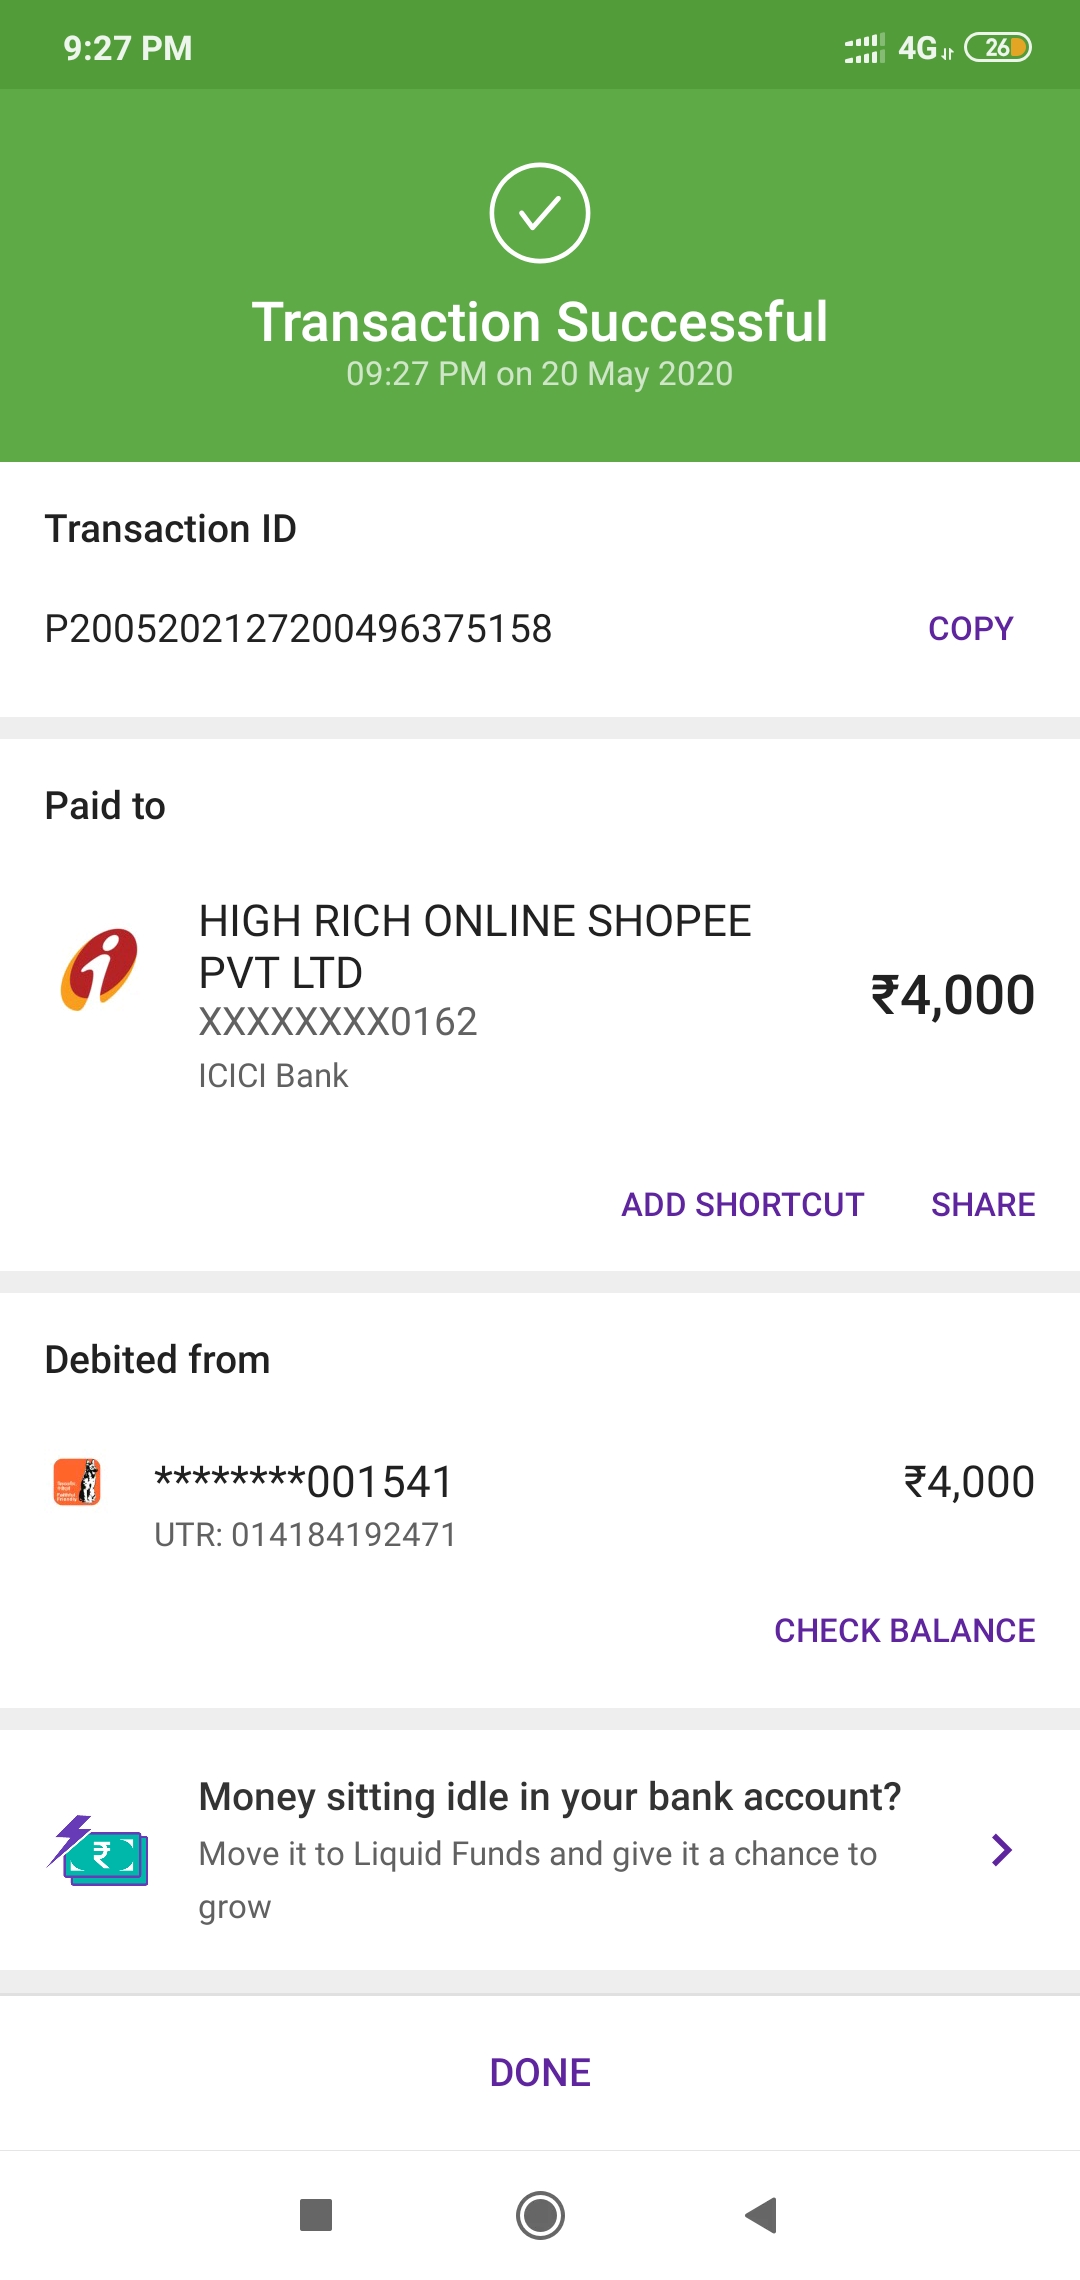 9:27 PM
4G
26
Transaction Successful
09:27 PM on 20 May 2020
Transaction ID
P2005202127200496375158
COPY
Paid to
HIGH RICH ONLINE SHOPEE
PVT LTD
₹4,000
XXXXXXXX0162
ICICI Bank
ADD SHORTCUT
SHARE
Debited from
********001541
₹4,000
UTR: 014184192471
CHECK BALANCE
Money sitting idle in your bank account?
Move it to Liquid Funds and give it a chance to
grow
DONE